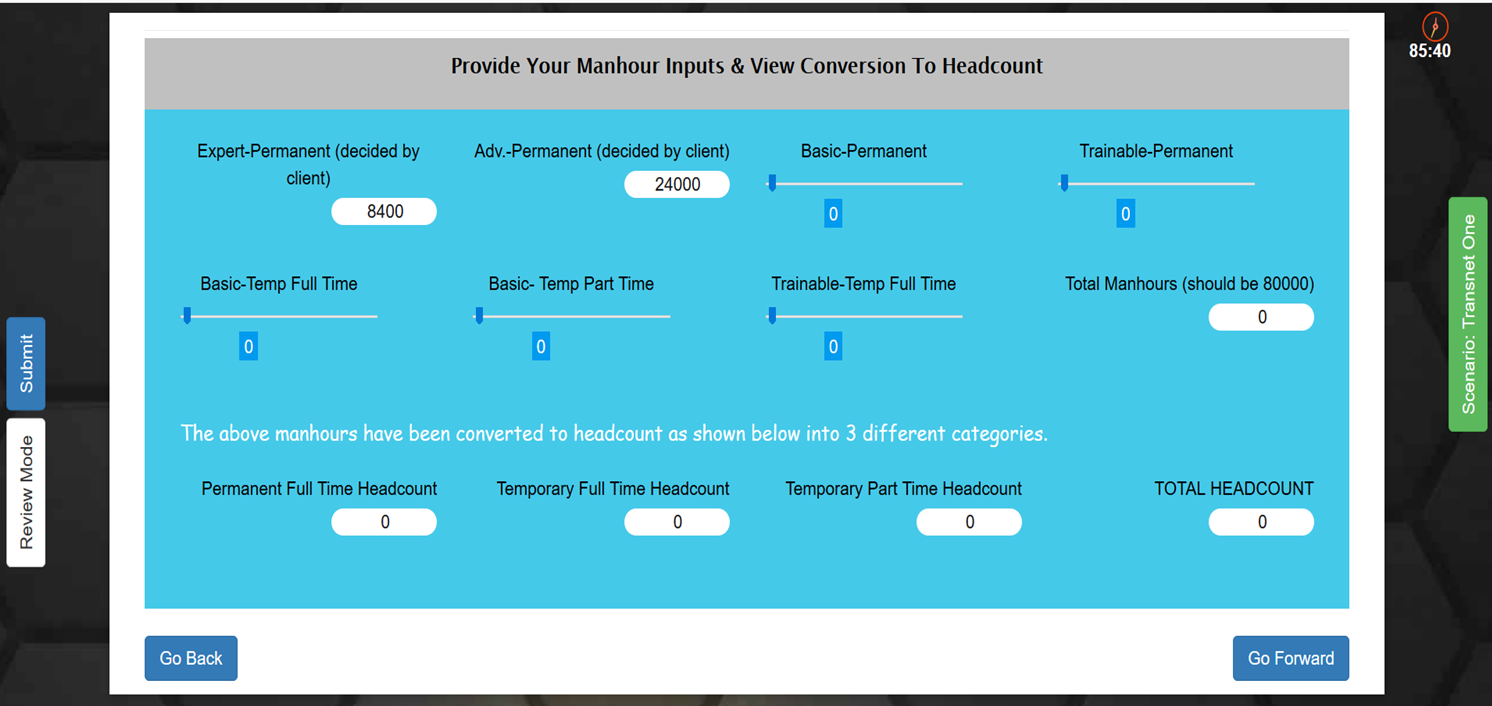 85:40
Provide Your Manhour Inputs & View Conversion To Headcount
Expert-Permanent (decided by
client)
8400
Adv.-Permanent (decided by client)
24000
Basic-Permanent
0
Trainable-Permanent
0
Basic-Temp Full Time
0
Basic- Temp Part Time
0
Trainable-Temp Full Time
0
Total Manhours (should be 80000)
0
The above manhours have been converted to headcount as shown below into 3 different categories.
Permanent Full Time Headcount
0
Temporary Full Time Headcount
0
Temporary Part Time Headcount
0
TOTAL HEADCOUNT
0
Go Back
Go Forward
Submit
Review Mode
Scenario: Transnet One